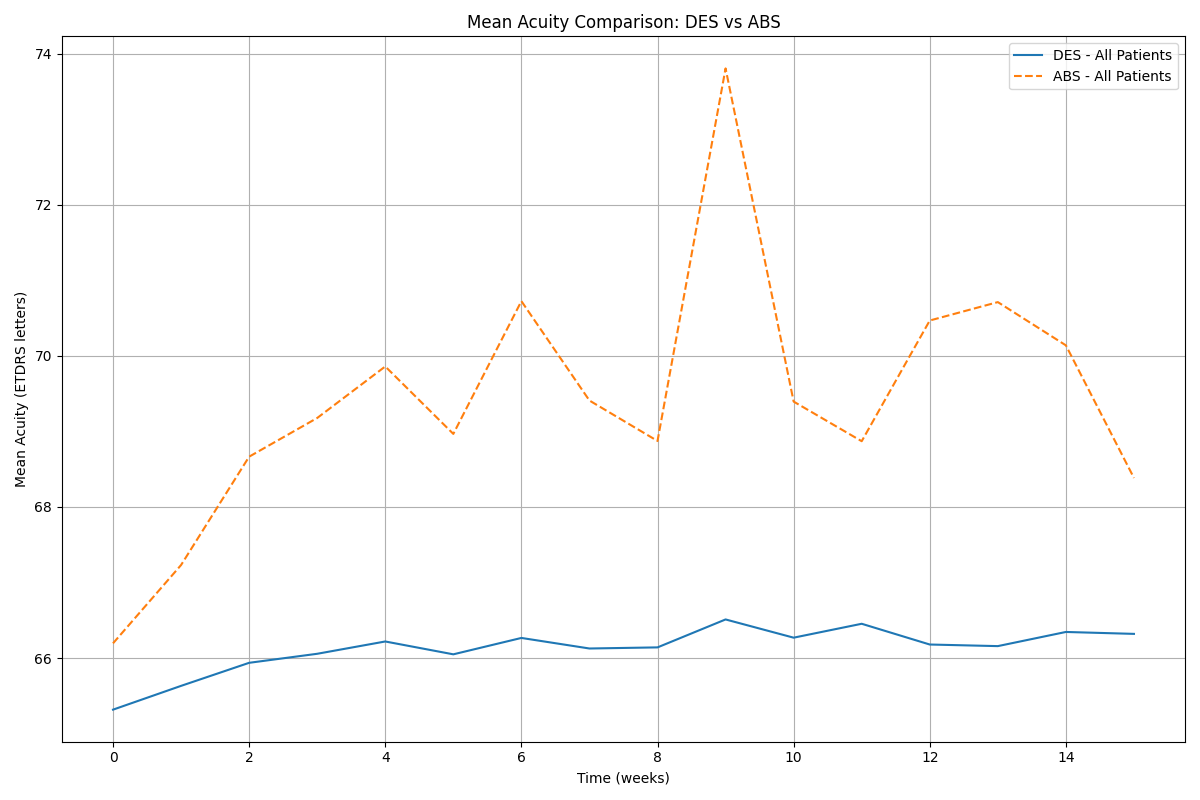 Mean Acuity Comparison: DES vs ABS
DES - All Patients
ABS - All Patients
Mean Acuity (ETDRS letters)
74
72
70
68
66
0 2 4 6 8 10 12 14
Time (weeks)